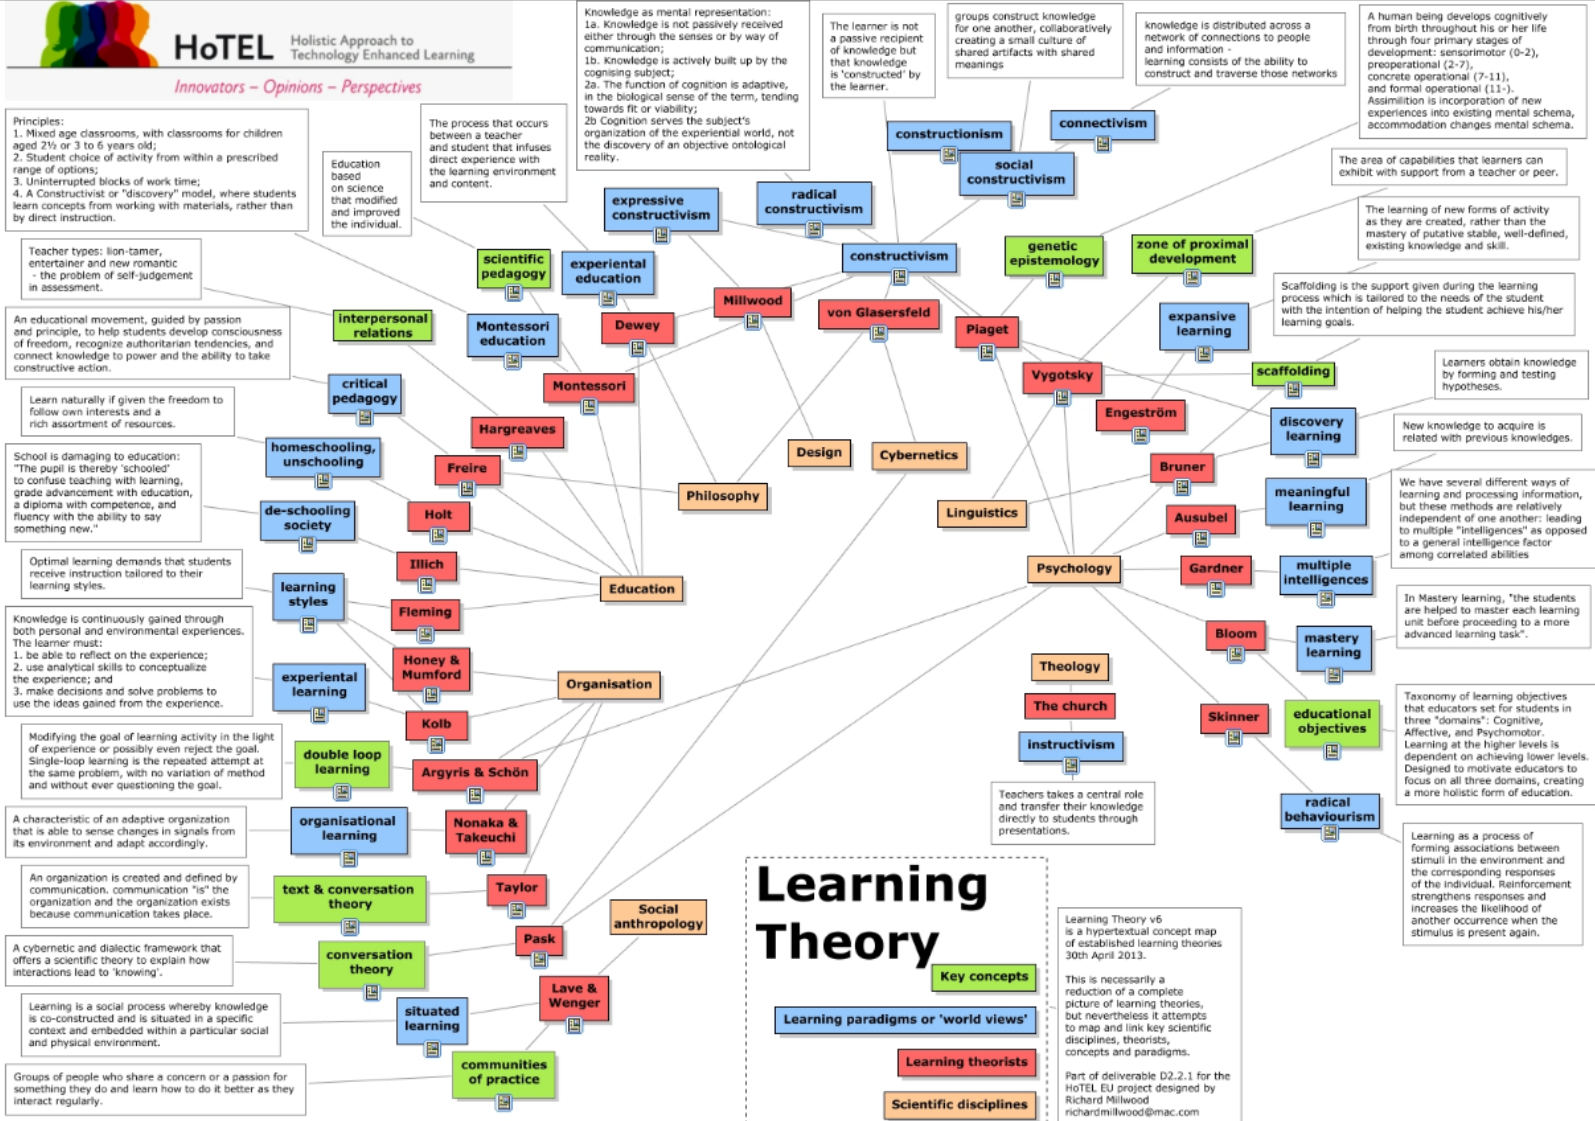 HoTEL
Holistic Approach to
Technology Enhanced Learning
Innovators – Opinions – Perspectives
Knowledge as mental representation:
1a. Knowledge is not passively received
either through the senses or by way of
communication;
1b. Knowledge is actively built up by the
cognising subject;
2a. The function of cognition is adaptive,
in the biological sense of the term, tending
towards fit or viability;
2b Cognition serves the subject's
organization of the experiential world, not
the discovery of an objective ontological
reality.
The learner is not
a passive recipient
of knowledge but
that knowledge
is 'constructed' by
the learner.
groups construct knowledge
for one another, collaboratively
creating a small culture of
shared artifacts with shared
meanings
knowledge is distributed across a
network of connections to people
and information -
learning consists of the ability to
construct and traverse those networks
A human being develops cognitively
from birth throughout his or her life
through four primary stages of
development: sensorimotor (0-2),
preoperational (2-7),
concrete operational (7-11),
and formal operational (11-).
Assimilition is incorporation of new
experiences into existing mental schema,
accommodation changes mental schema.
Principles:
1. Mixed age classrooms, with classrooms for children
aged 2½ or 3 to 6 years old;
2. Student choice of activity from within a prescribed
range of options;
3. Uninterrupted blocks of work time;
4. A Constructivist or "discovery" model, where students
learn concepts from working with materials, rather than
by direct instruction.
Education
based
on science
that modified
and improved
the individual.
The process that occurs
between a teacher
and student that infuses
direct experience with
the learning environment
and content.
constructionism
connectivism
social
constructivism
The area of capabilities that learners can
exhibit with support from a teacher or peer.
expressive
constructivism
radical
constructivism
The learning of new forms of activity
as they are created, rather than the
mastery of putative stable, well-defined,
existing knowledge and skill.
Teacher types: lion-tamer,
entertainer and new romantic
- the problem of self-judgement
in assessment.
scientific
pedagogy
experiental
education
constructivism
genetic
epistemology
zone of proximal
development
Scaffolding is the support given during the learning
process which is tailored to the needs of the student
with the intention of helping the student achieve his/her
learning goals.
An educational movement, guided by passion
and principle, to help students develop consciousness
of freedom, recognize authoritarian tendencies, and
connect knowledge to power and the ability to take
constructive action.
interpersonal
relations
Montessori
education
Dewey
Millwood
von Glasersfeld
Piaget
expansive
learning
Learners obtain knowledge
by forming and testing
hypotheses.
critical
pedagogy
Montessori
Vygotsky
scaffolding
Learn naturally if given the freedom to
follow own interests and a
rich assortment of resources.
Hargreaves
Engeström
discovery
learning
New knowledge to acquire is
related with previous knowledges.
homeschooling,
unschooling
Freire
Design
Cybernetics
Bruner
School is damaging to education:
"The pupil is thereby 'schooled'
to confuse teaching with learning,
grade advancement with education,
a diploma with competence, and
fluency with the ability to say
something new."
Philosophy
Linguistics
meaningful
learning
We have several different ways of
learning and processing information,
but these methods are relatively
independent of one another: leading
to multiple "intelligences" as opposed
to a general intelligence factor
among correlated abilities
de-schooling
society
Holt
Ausubel
Optimal learning demands that students
receive instruction tailored to their
learning styles.
Illich
Education
Psychology
Gardner
multiple
intelligences
learning
styles
Fleming
In Mastery learning, "the students
are helped to master each learning
unit before proceeding to a more
advanced learning task".
Knowledge is continuously gained through
both personal and environmental experiences.
The learner must:
1. be able to reflect on the experience;
2. use analytical skills to conceptualize
the experience; and
3. make decisions and solve problems to
use the ideas gained from the experience.
Honey &
Mumford
Bloom
mastery
learning
experiential
learning
Organisation
Theology
The church
instructivism
Teachers takes a central role
and transfer their knowledge
directly to students through
presentations.
Kolb
Skinner
educational
objectives
Taxonomy of learning objectives
that educators set for students in
three "domains": Cognitive,
Affective, and Psychomotor.
Learning at the higher levels is
dependent on achieving lower levels.
Designed to motivate educators to
focus on all three domains, creating
a more holistic form of education.
Modifying the goal of learning activity in the light
of experience or possibly even reject the goal.
Single-loop learning is the repeated attempt at
the same problem, with no variation of method
and without ever questioning the goal.
double loop
learning
Argyris & Schön
radical
behaviourism
Learning as a process of
forming associations between
stimuli in the environment and
the corresponding responses
of the individual. Reinforcement
strengthens responses and
increases the likelihood of
another occurrence when the
stimulus is present again.
A characteristic of an adaptive organization
that is able to sense changes in signals from
its environment and adapt accordingly.
organisational
learning
Nonaka &
Takeuchi
An organization is created and defined by
communication. communication "is" the
organization and the organization exists
because communication takes place.
text & conversation
theory
Taylor
Social
anthropology
A cybernetic and dialectic framework that
offers a scientific theory to explain how
interactions lead to 'knowing'.
conversation
theory
Pask
Learning is a social process whereby knowledge
is co-constructed and is situated in a specific
context and embedded within a particular social
and physical environment.
situated
learning
Lave &
Wenger
Groups of people who share a concern or a passion for
something they do and learn how to do it better as they
interact regularly.
communities
of practice
Learning
Theory
Key concepts
Learning paradigms or 'world views'
Learning theorists
Scientific disciplines
Learning Theory v6
is a hypertextual concept map
of established learning theories
30th April 2013.
This is necessarily a
reduction of a complete
picture of learning theories,
but nevertheless it attempts
to map and link key scientific
disciplines, theorists,
concepts and paradigms.
Part of deliverable D2.2.1 for the
HoTEL EU project designed by
Richard Millwood
richardmillwood@mac.com